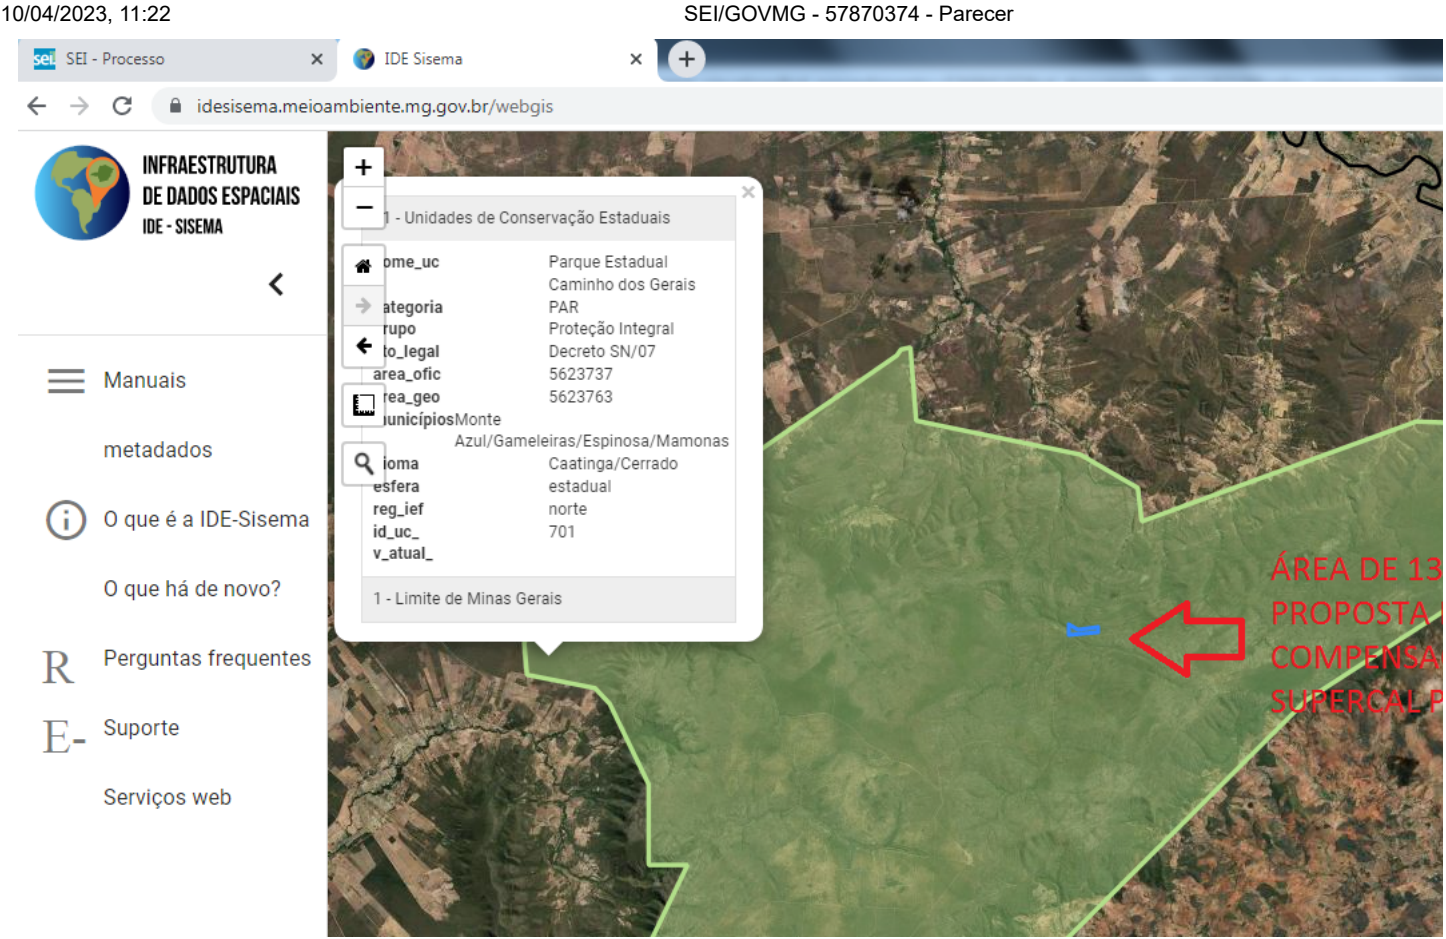 10/04/2023, 11:22
SEI/GOVMG - 57870374 - Parecer
sei! SEI - Processo
IDE Sisema
idesisema.meioambiente.mg.gov.br/webgis
INFRAESTRUTURA
DE DADOS ESPACIAIS
IDE - SISEMA
Manuais
metadados
O que é a IDE-Sisema
O que há de novo?
R Perguntas frequentes
E- Suporte
Serviços web
+
−
1 - Unidades de Conservação Estaduais
ome_uc Parque Estadual
Caminho dos Gerais
ategoria PAR
rupo Proteção Integral
to_legal Decreto SN/07
area_ofic 5623737
rea_geo 5623763
unicípios Monte
Azul/Gameleiras/Espinosa/Mamonas
ioma Caatinga/Cerrado
esfera estadual
reg_ief norte
id_uc_ 701
v_atual_
1 - Limite de Minas Gerais
ÁREA DE 13
PROPOSTA
COMPENSA
SUPERCAL P